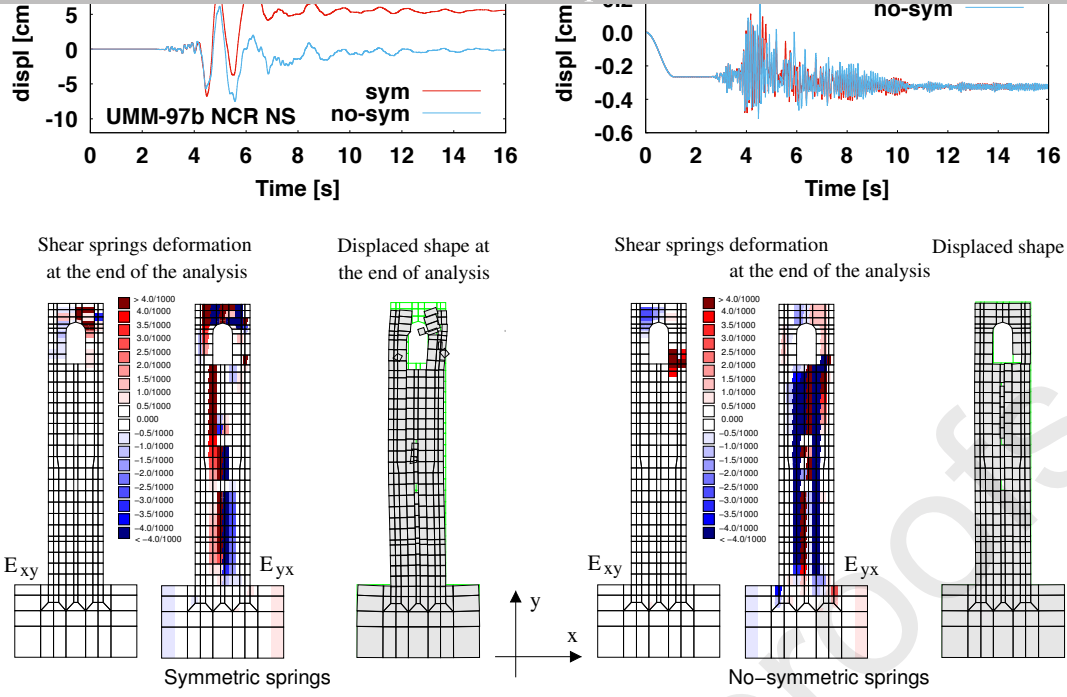 5
0
-5
-10
displ [cm
UMM-97b NCR NS
sym
no-sym
0 2 4 6 8 10 12 14 16
Time [s]
0.0
-0.2
-0.4
-0.6
displ [cm
no-sym
0 2 4 6 8 10 12 14 16
Time [s]
Shear springs deformation
at the end of the analysis
Displaced shape at
the end of analysis
Shear springs deformation
at the end of the analysis
Displaced shape
> 4.0/1000
4.0/1000
3.5/1000
3.0/1000
2.5/1000
2.0/1000
1.5/1000
1.0/1000
0.5/1000
0.000
−0.5/1000
−1.0/1000
−1.5/1000
−2.0/1000
−2.5/1000
−3.0/1000
−3.5/1000
−4.0/1000
< −4.0/1000
> 4.0/1000
4.0/1000
3.5/1000
3.0/1000
2.5/1000
2.0/1000
1.5/1000
1.0/1000
0.5/1000
0.000
−0.5/1000
−1.0/1000
−1.5/1000
−2.0/1000
−2.5/1000
−3.0/1000
−3.5/1000
−4.0/1000
< −4.0/1000
E xy
E yx
y
x
E xy
E yx
Symmetric springs
No−symmetric springs
proofs